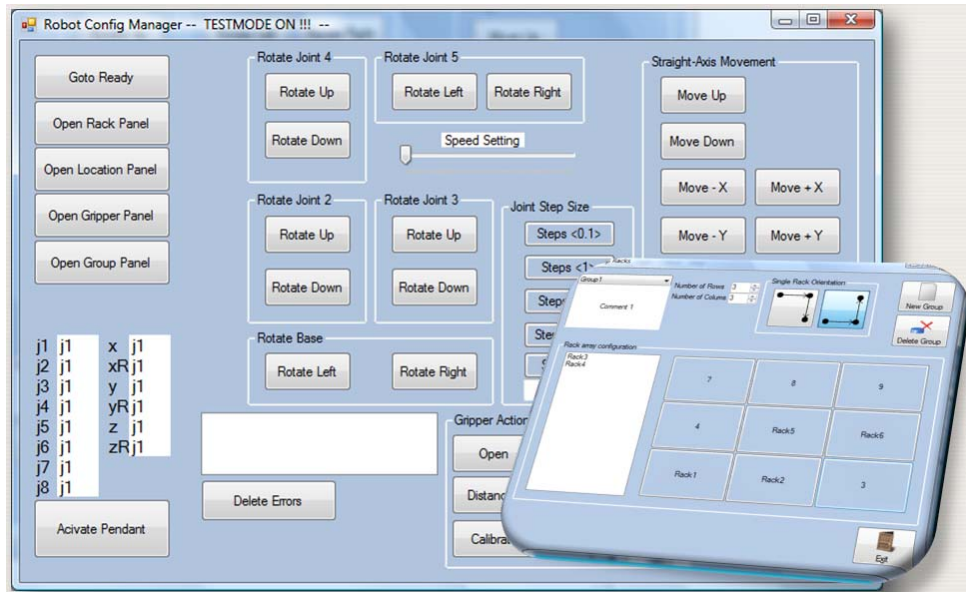 Robot Config Manager -- TESTMODE ON !!! --
Goto Ready
Open Rack Panel
Open Location Panel
Open Gripper Panel
Open Group Panel
j1 j1 x j1
j2 j1 xR j1
j3 j1 y j1
j4 j1 yR j1
j5 j1 z j1
j6 j1 zR j1
j7 j1
j8 j1
Acivate Pendant
Rotate Joint 4
Rotate Up
Rotate Down
Rotate Joint 5
Rotate Left Rotate Right
Speed Setting
Rotate Joint 2
Rotate Up
Rotate Down
Rotate Joint 3
Rotate Up
Rotate Down
Rotate Base
Rotate Left Rotate Right
Delete Errors
Joint Step Size
Steps <0.1>
Steps <1>
Straight-Axis Movement
Move Up
Move Down
Move - X Move + X
Move - Y Move + Y
Gripper Action
Open
Racks
Group1
Comment 1
Number of Rows 3
Number of Colums 3
Single Rack Orientation
New Group
Delete Group
Rack array configuration
Rack3
Rack4
7 8 9
4 Rack5 Rack6
Rack1 Rack2 3
Exit